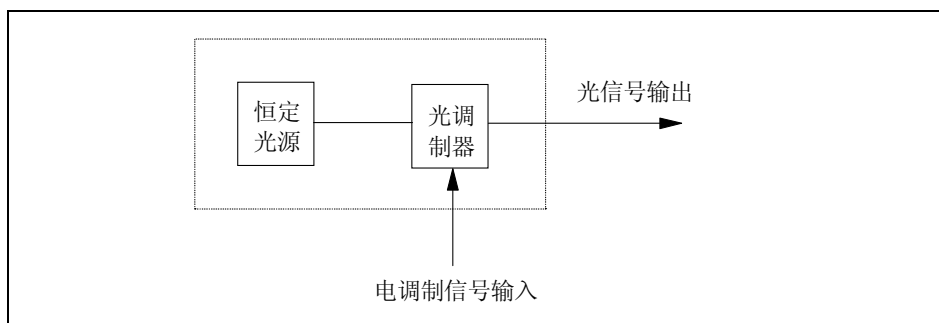 恒定
光源
光调
制器
光信号输出
电调制信号输入